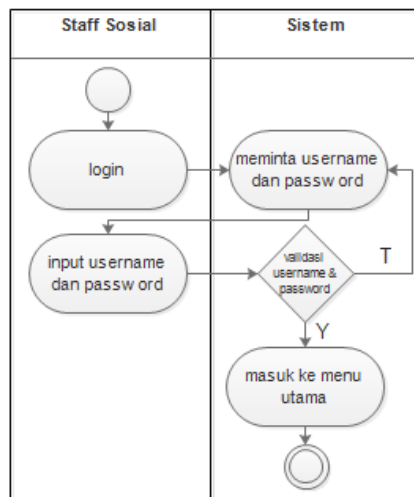 Staff Sosial
Sistem
login
meminta username
dan password
input username
dan password
validasi
username &
password
T
Y
masuk ke menu
utama